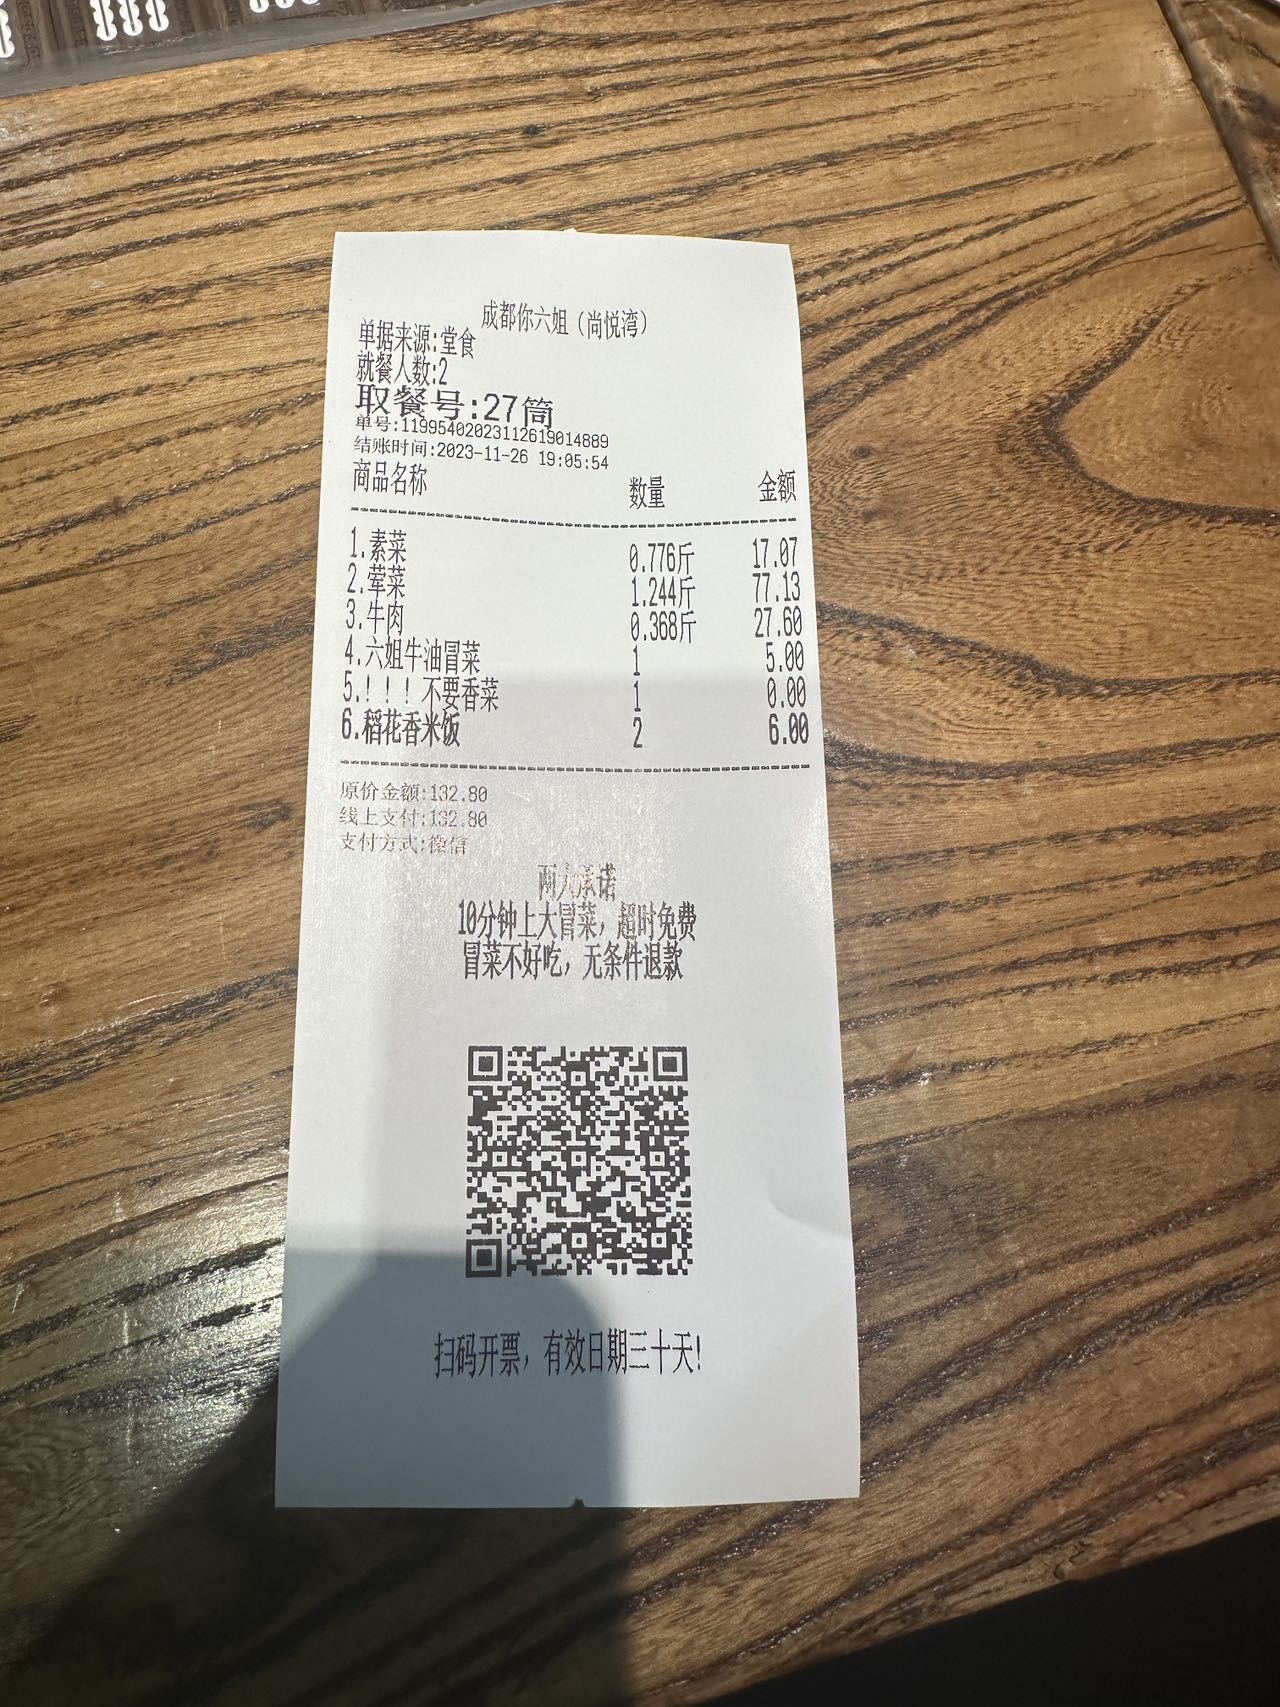 888
成都你六姐（尚悦湾）
单据来源:堂食
就餐人数:2
取餐号:27筒
单号:11995402023112619014889
结账时间:2023-11-26 19:05:54
商品名称 数量 金额
1.素菜 0.776斤 17.07
2.荤菜 1.244斤 77.13
3.牛肉 0.368斤 27.60
4.六姐牛油冒菜 1 5.00
5.！！！不要香菜 1 0.00
6.稻花香米饭 2 6.00
原价金额:132.80
线上支付:132.80
支付方式:微信
两大承诺
10分钟上大冒菜，超时免费
冒菜不好吃，无条件退款
扫码开票，有效日期三十天!